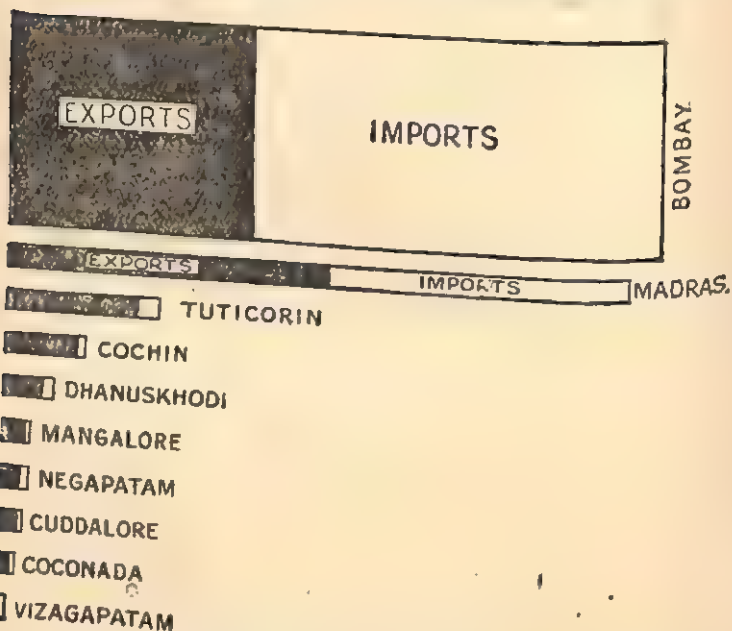 EXPORTS
IMPORTS
BOMBAY.
EXPORTS
IMPORTS
MADRAS.
TUTICORIN
COCHIN
DHANUSKHODI
MANGALORE
NEGAPATAM
CUDDALORE
COCONADA
VIZAGAPATAM